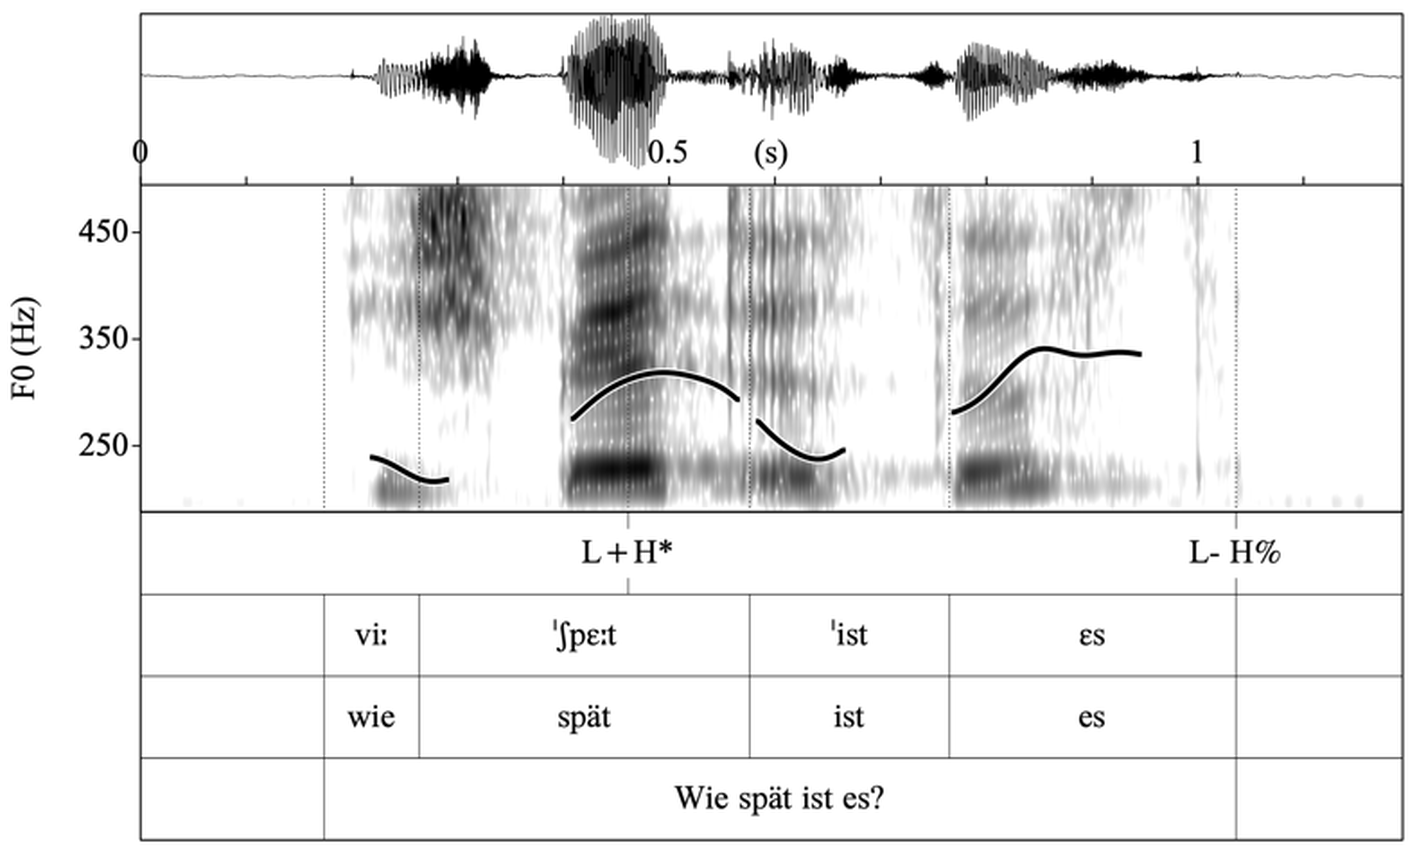 0 0.5 (s) 1
450
350
250
F0 (Hz)
L+H* L- H%
viː ˈʃpɛːt ˈist ɛs
wie spät ist es
Wie spät ist es?